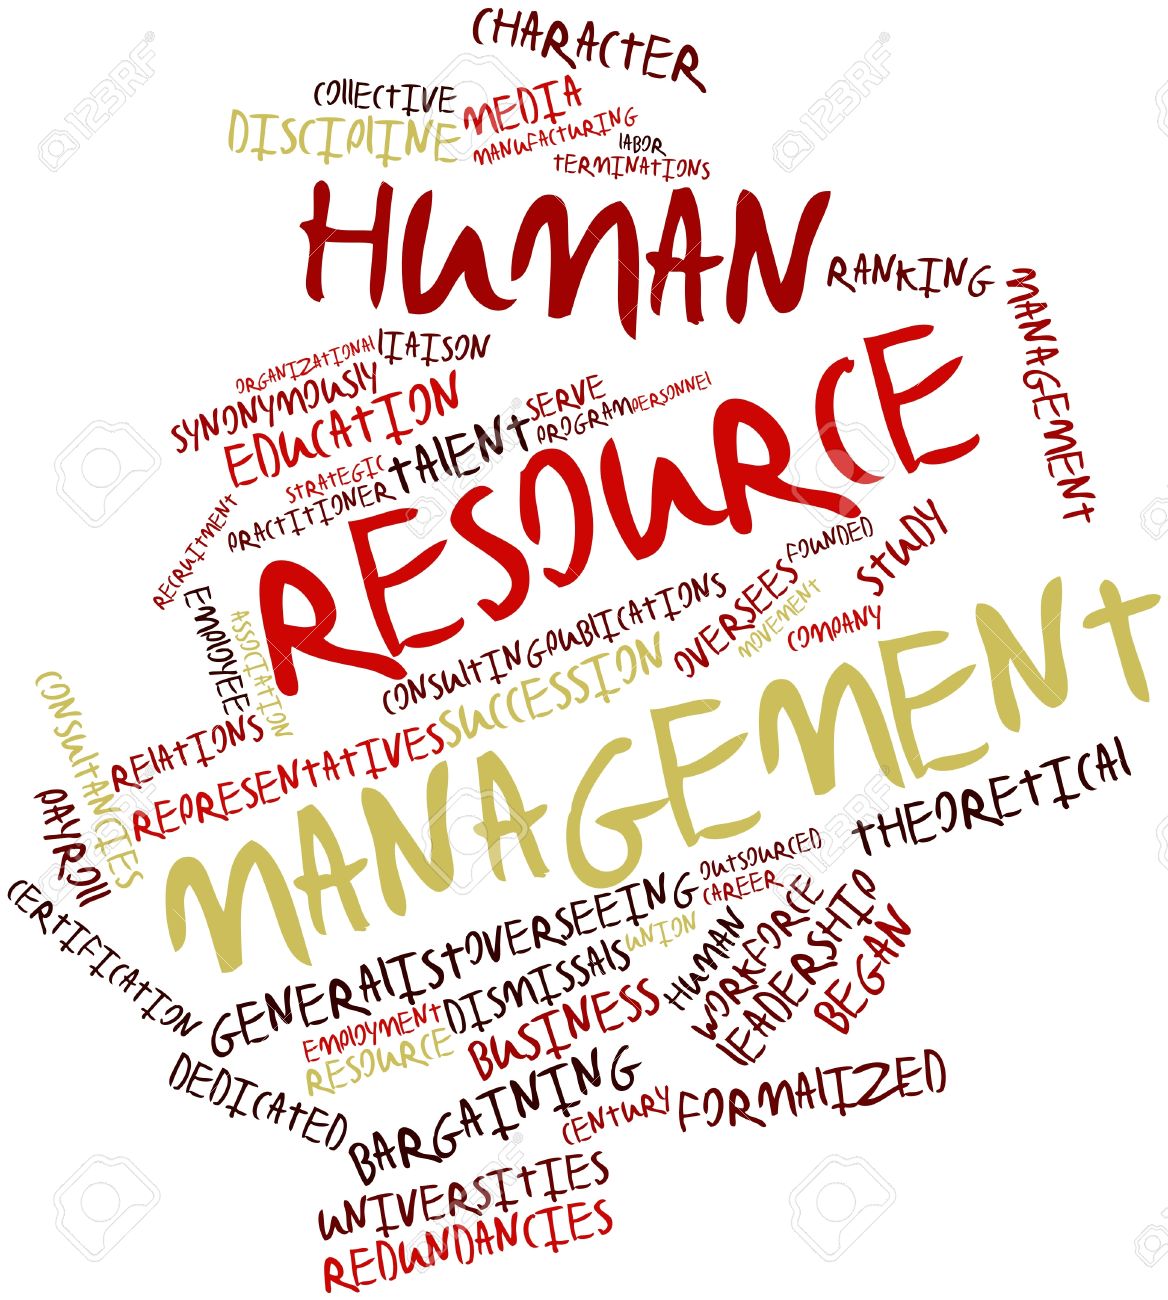 CHARACTER
COLLECTIVE
MEDIA
DISCIPLINE
MANUFACTURING
LABOR
TERMINATIONS
HUMAN
RANKING
MANAGEMENT
ORGANIZATIONAL
LIAISON
SYNONYMOUSLY
EDUCATION
SERVE
PROGRAM
PERSONNEL
TALENT
STRATEGIC
PRACTITIONER
RESOURCE
RECRUITMENT
EMPLOYEE
ASSOCIATION
FOUNDED
STUDY
CONSULTING
PUBLICATIONS
OVERSEES
MOVEMENT
COMPANY
SUCCESSION
CONSULTANCIES
RELATIONS
REPRESENTATIVES
MANAGEMENT
PAYROLL
THEORETICAL
CERTIFICATION
OUTSOURCED
CAREER
GENERALIST
OVERSEEING
UNION
HUMAN
WORKFORCE
LEADERSHIP
BEGAN
EMPLOYMENT
DISMISSALS
RESOURCE
BUSINESS
DEDICATED
BARGAINING
CENTURY
FORMALIZED
UNIVERSITIES
REDUNDANCIES
123RF